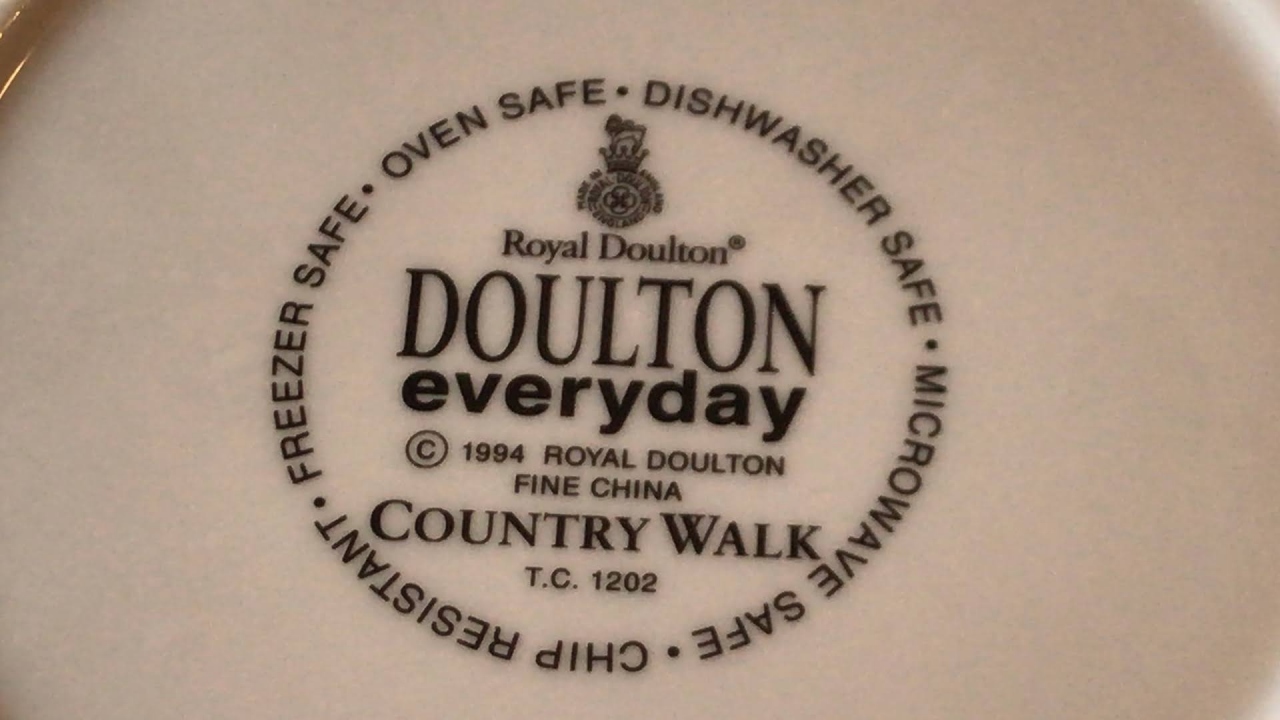 OVEN SAFE • DISHWASHER SAFE • MICROWAVE SAFE • CHIP RESISTANT • FREEZER SAFE •
Royal Doulton®
DOULTON
everyday
© 1994 ROYAL DOULTON
FINE CHINA
COUNTRY WALK
T.C. 1202